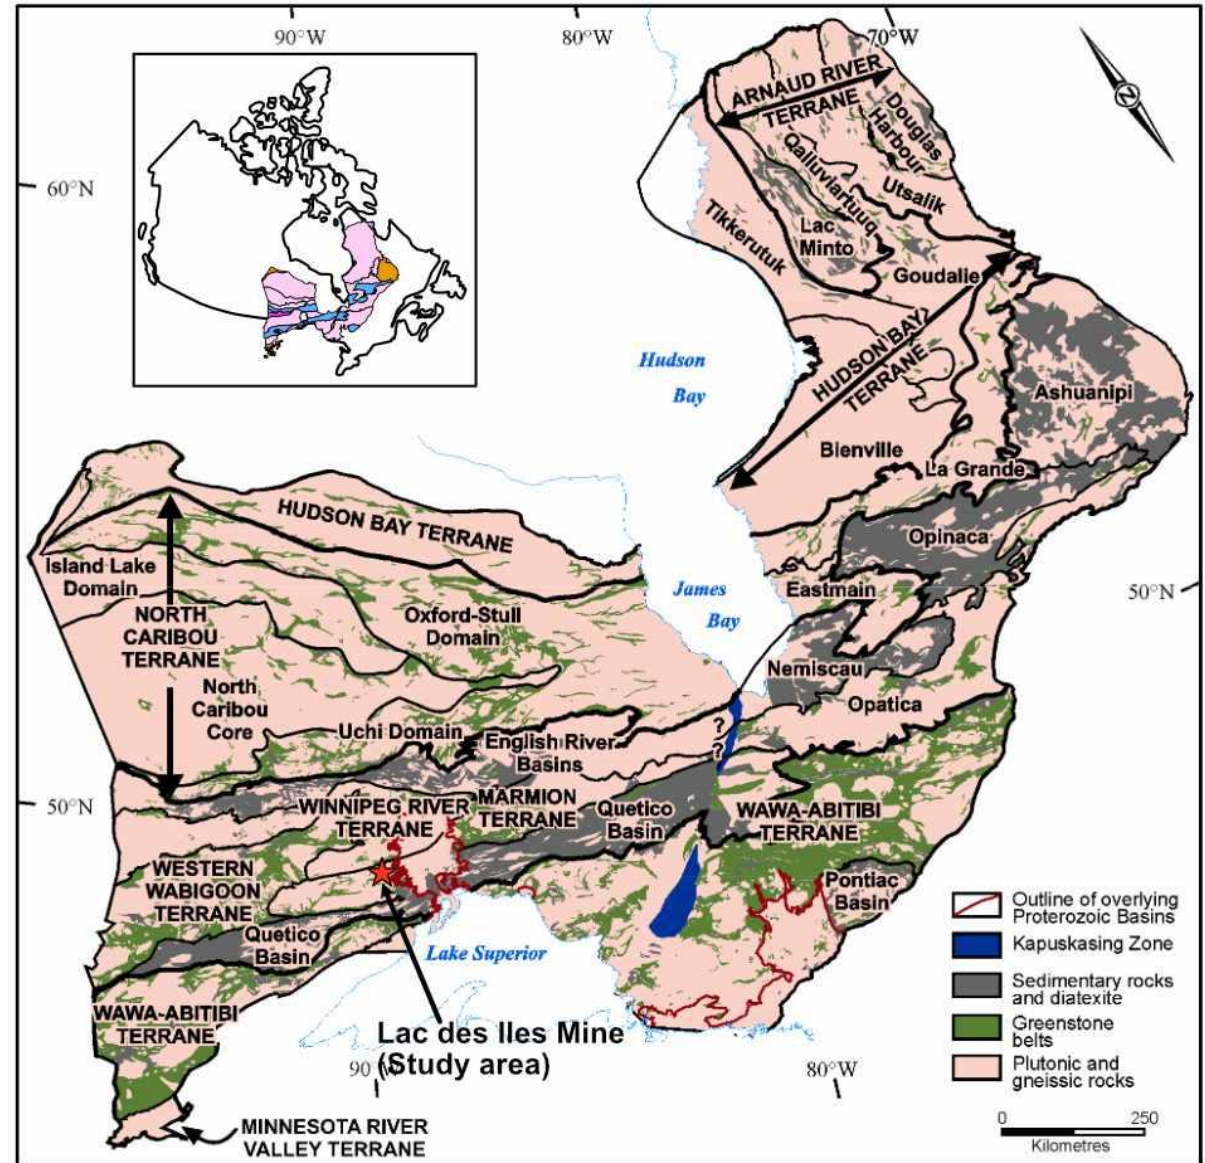 90°W
80°W
70°W
N
60°N
ARNAUD RIVER
TERRANE
Douglas
Harbour
Qalluviartuuq
Utsalik
Tikkerutuk
Lac
Minto
Goudalie
Hudson
Bay
HUDSON BAY
TERRANE
Ashuanipi
Bienville
La Grande
HUDSON BAY TERRANE
Opinaca
Island Lake
Domain
James
Bay
Eastmain
50°N
NORTH
CARIBOU
TERRANE
Oxford-Stull
Domain
Nemiscau
North
Caribou
Core
Opatica
Uchi Domain
English River
Basins
?
?
50°N
WINNIPEG RIVER
TERRANE
MARMION
TERRANE
Quetico
Basin
WAWA-ABITIBI
TERRANE
WESTERN
WABIGOON
TERRANE
Pontiac
Basin
Quetico
Basin
Lake Superior
WAWA-ABITIBI
TERRANE
Lac des Iles Mine
(Study area)
90°W
80°W
MINNESOTA RIVER
VALLEY TERRANE
Outline of overlying
Proterozoic Basins
Kapuskasing Zone
Sedimentary rocks
and diatexite
Greenstone
belts
Plutonic and
gneissic rocks
0 250
Kilometres